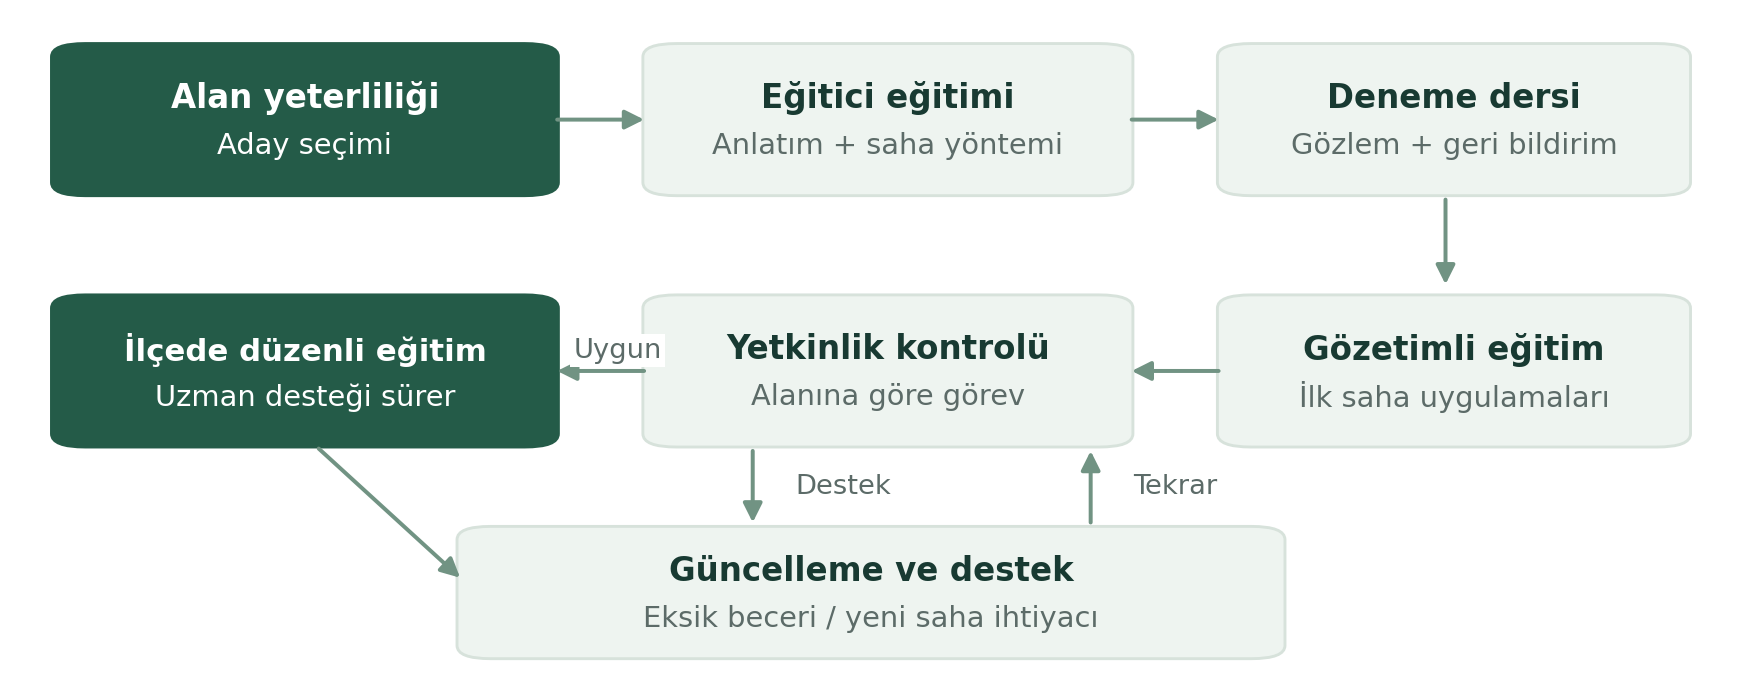 Alan yeterliliği
Aday seçimi
Eğitici eğitimi
Anlatım + saha yöntemi
Deneme dersi
Gözlem + geri bildirim
İlçede düzenli eğitim
Uzman desteği sürer
Uygun
Yetkinlik kontrolü
Alanına göre görev
Gözetimli eğitim
İlk saha uygulamaları
Destek
Tekrar
Güncelleme ve destek
Eksik beceri / yeni saha ihtiyacı